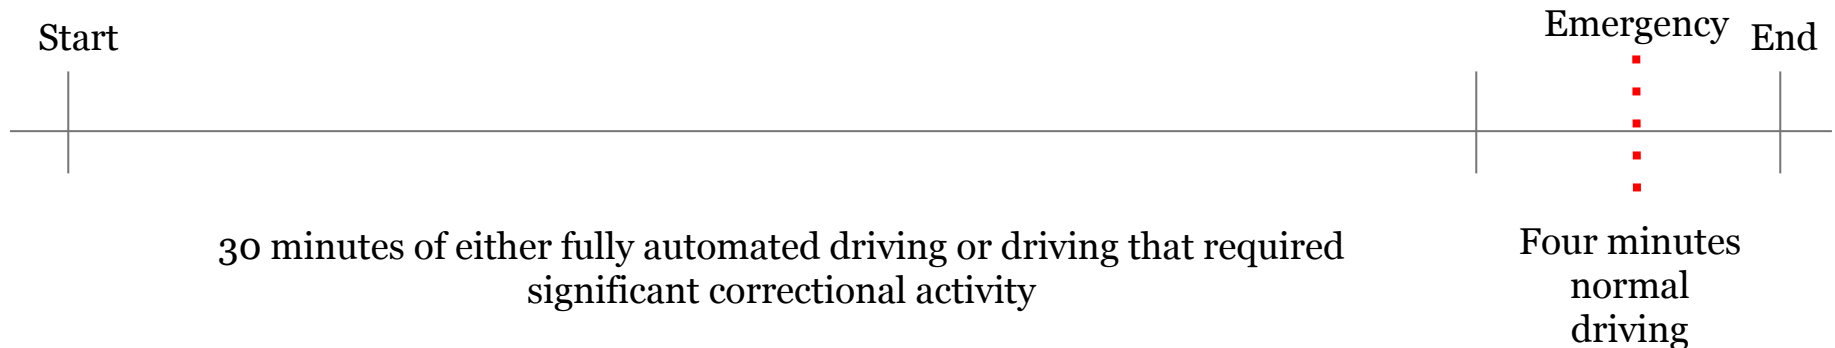 Start
Emergency
End
30 minutes of either fully automated driving or driving that required
significant correctional activity
Four minutes
normal
driving